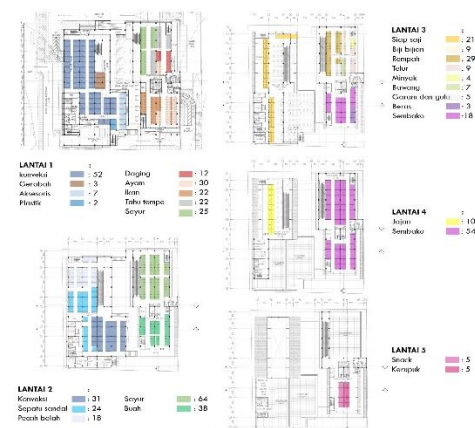 LANTAI 1 :
konveksi : 52
Gerabah : 3
Aksesoris : 7
Plastik : 2
Daging : 12
Ayam : 30
Ikan : 22
Tahu tempe : 22
Sayur : 25
LANTAI 2 :
Konveksi : 31
Sepatu sandal : 24
Pecah belah : 18
Sayur : 64
Buah : 38
LANTAI 3 :
Siap saji : 21
Biji bijian : 9
Rempah : 29
Telur : 9
Minyak : 4
Bawang : 7
Garam dan gula : 5
Beras : 3
Sembako : 18
LANTAI 4 :
Jajan : 10
Sembako : 54
LANTAI 5 :
Snack : 5
Kerupuk : 5